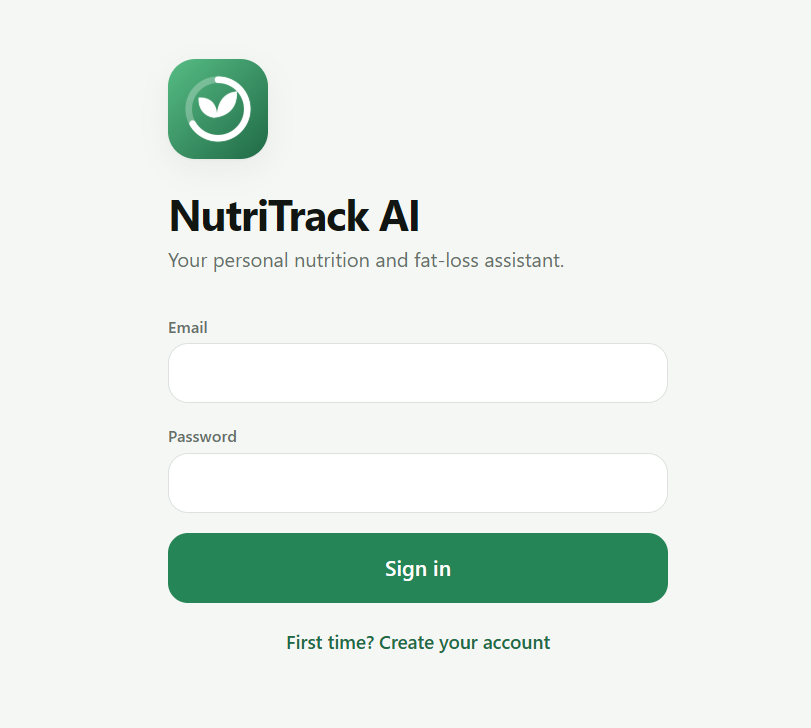 NutriTrack AI
Your personal nutrition and fat-loss assistant.
Email
Password
Sign in
First time? Create your account